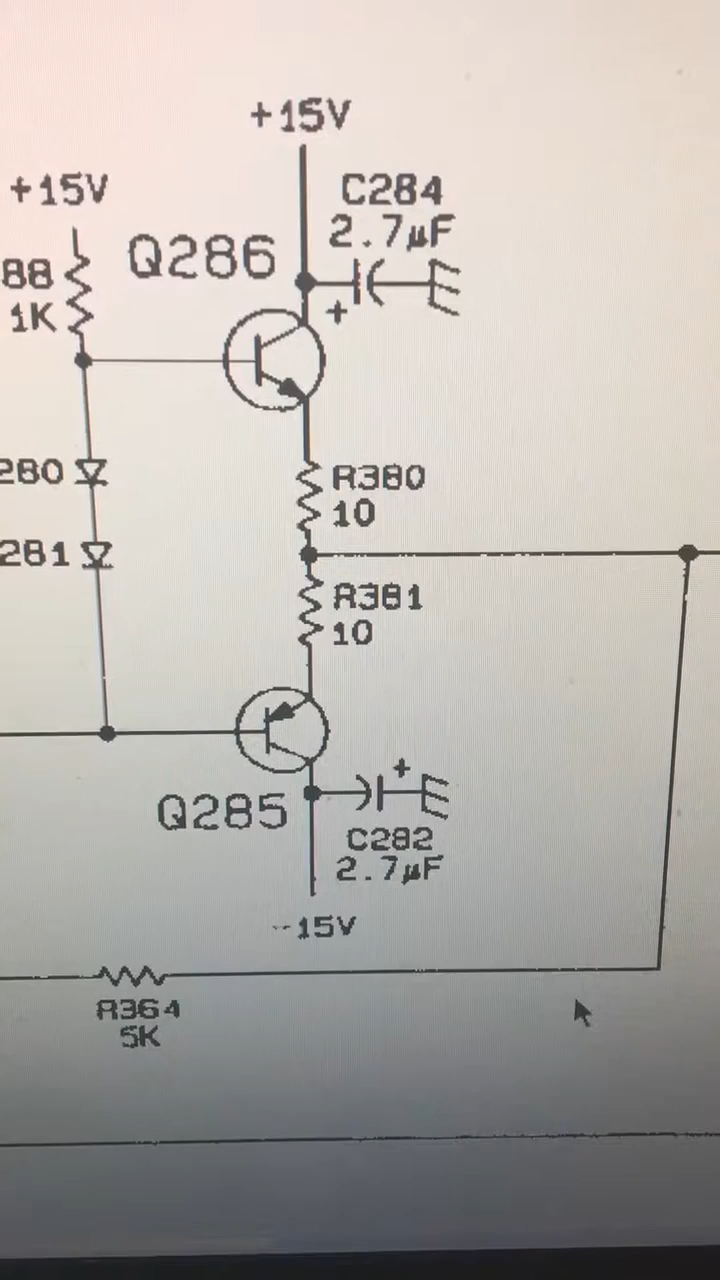 +15V
+15V
C284
2.7µF
Q286
88
1K
+
280
R380
10
281
R381
10
+
Q285
C282
2.7µF
-15V
R364
5K